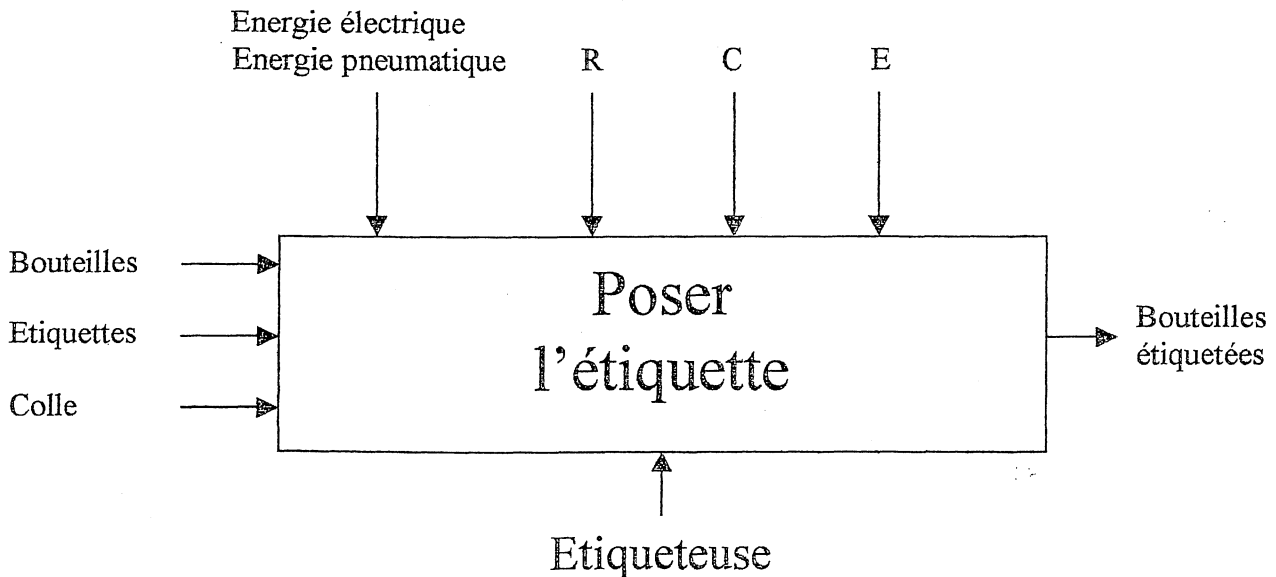 Energie électrique
Energie pneumatique
R
C
E
Bouteilles
Etiquettes
Colle
Poser
l'étiquette
Bouteilles
étiquetées
Etiqueteuse